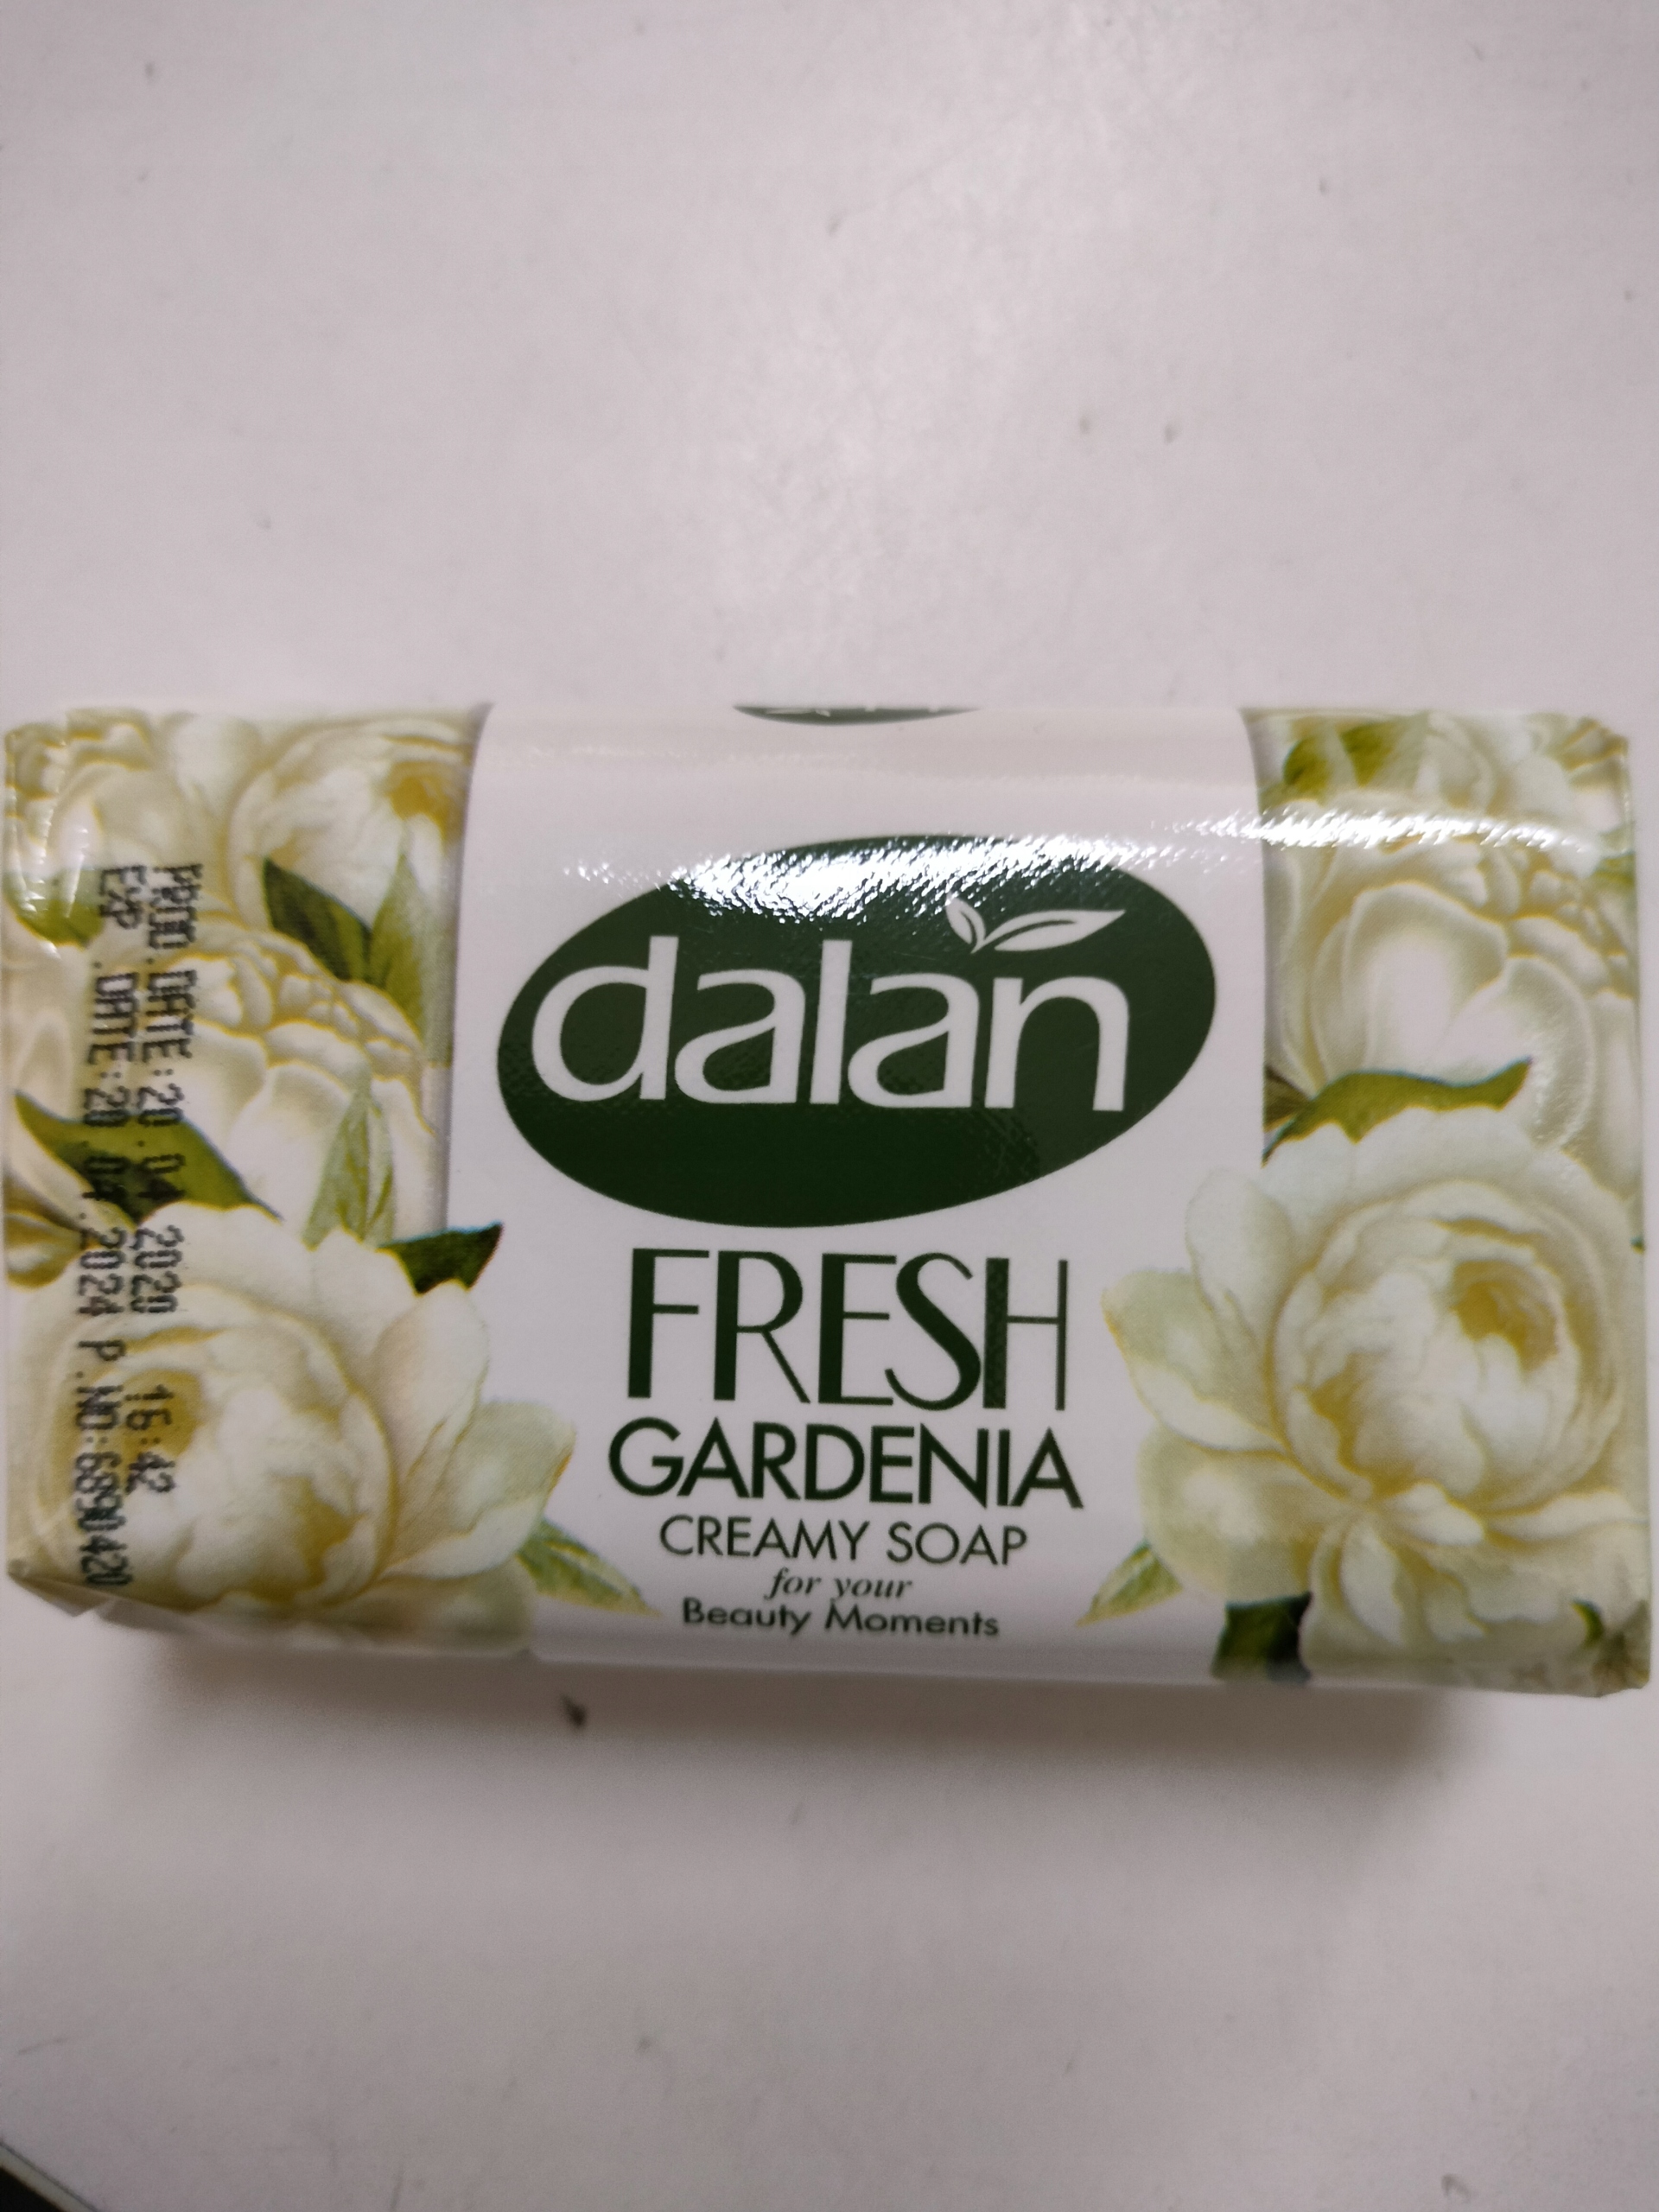 dalan
FRESH
GARDENIA
CREAMY SOAP
for your
Beauty Moments
PROD.DATE:20.04.2020 16:42
EXP .DATE:20.04.2024 P.NO:6890420